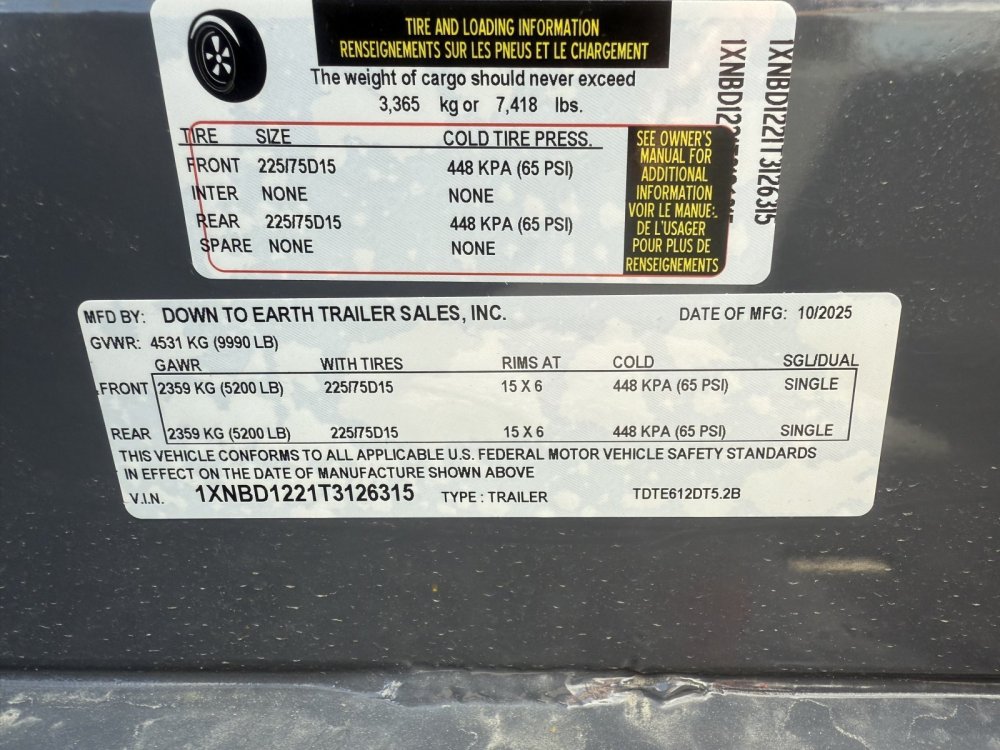 TIRE AND LOADING INFORMATION
RENSEIGNEMENTS SUR LES PNEUS ET LE CHARGEMENT
The weight of cargo should never exceed
3,365 kg or 7,418 lbs.
TIRE SIZE COLD TIRE PRESS.
FRONT 225/75D15 448 KPA (65 PSI)
INTER NONE NONE
REAR 225/75D15 448 KPA (65 PSI)
SPARE NONE NONE
SEE OWNER'S
MANUAL FOR
ADDITIONAL
INFORMATION
VOIR LE MANUEL
DE L'USAGER
POUR PLUS DE
RENSEIGNEMENTS
1XNBD1221T3126315
MFD BY: DOWN TO EARTH TRAILER SALES, INC. DATE OF MFG: 10/2025
GVWR: 4531 KG (9990 LB)
GAWR WITH TIRES RIMS AT COLD SGL/DUAL
FRONT 2359 KG (5200 LB) 225/75D15 15 X 6 448 KPA (65 PSI) SINGLE
REAR 2359 KG (5200 LB) 225/75D15 15 X 6 448 KPA (65 PSI) SINGLE
THIS VEHICLE CONFORMS TO ALL APPLICABLE U.S. FEDERAL MOTOR VEHICLE SAFETY STANDARDS
IN EFFECT ON THE DATE OF MANUFACTURE SHOWN ABOVE
V.I.N. 1XNBD1221T3126315 TYPE : TRAILER TDTE612DT5.2B